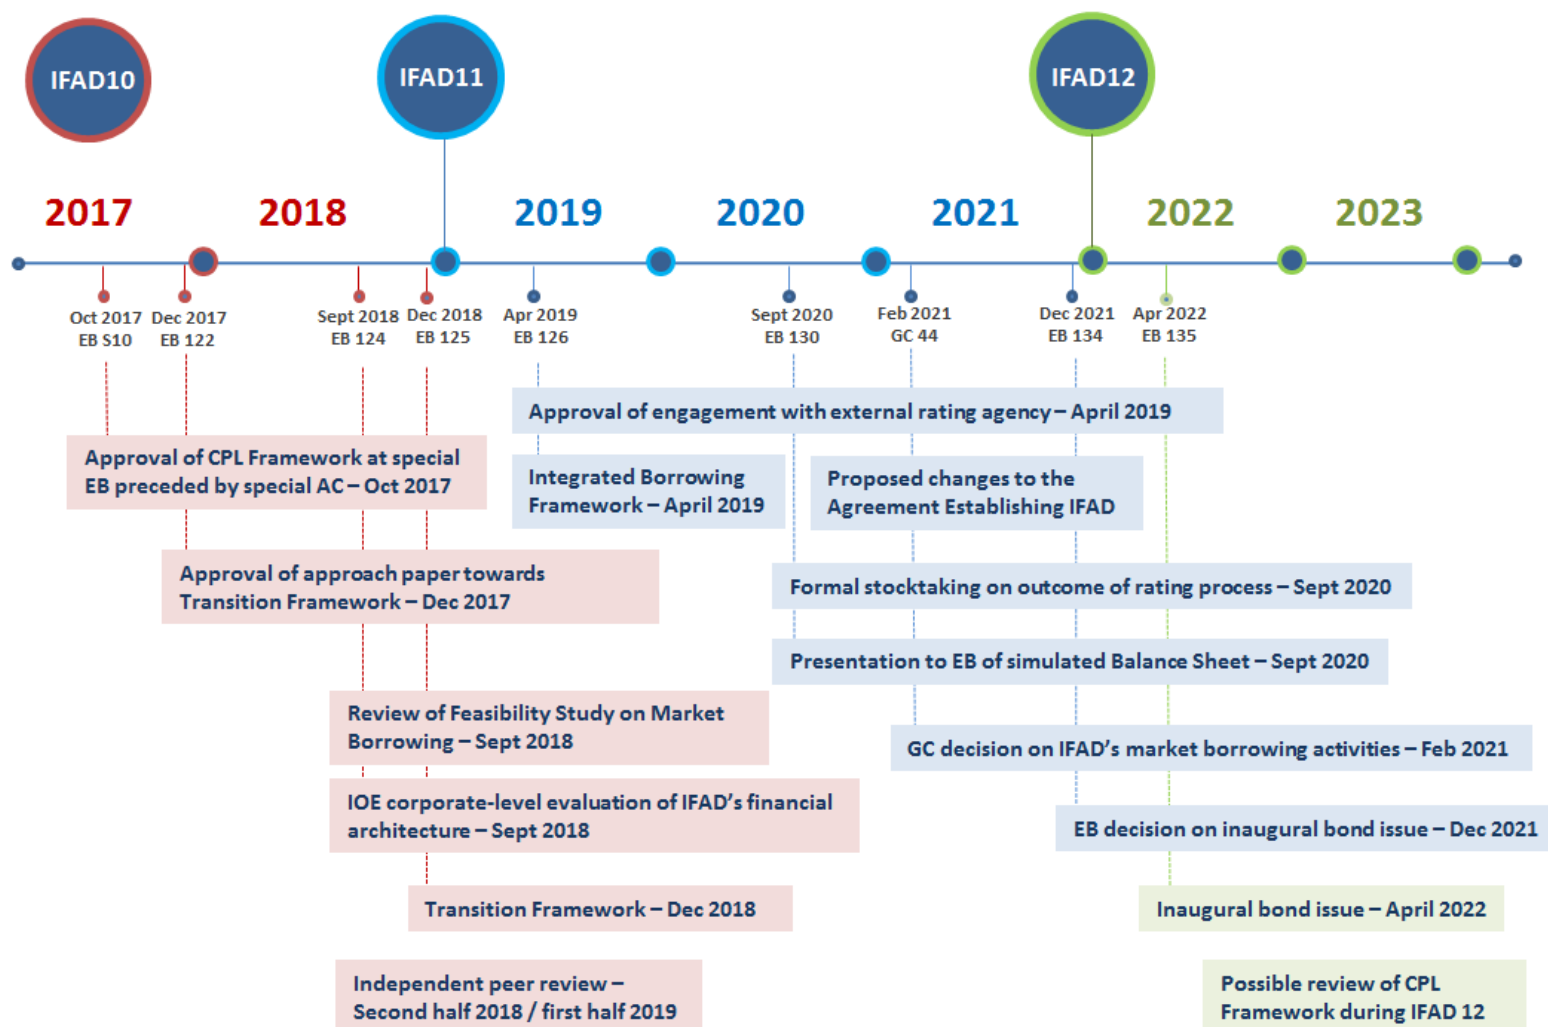 IFAD10
IFAD11
IFAD12
2017
2018
2019
2020
2021
2022
2023
Oct 2017
EB S10
Dec 2017
EB 122
Sept 2018
EB 124
Dec 2018
EB 125
Apr 2019
EB 126
Sept 2020
EB 130
Feb 2021
GC 44
Dec 2021
EB 134
Apr 2022
EB 135
Approval of engagement with external rating agency – April 2019
Approval of CPL Framework at special
EB preceded by special AC – Oct 2017
Integrated Borrowing
Framework – April 2019
Proposed changes to the
Agreement Establishing IFAD
Approval of approach paper towards
Transition Framework – Dec 2017
Formal stocktaking on outcome of rating process – Sept 2020
Presentation to EB of simulated Balance Sheet – Sept 2020
Review of Feasibility Study on Market
Borrowing – Sept 2018
GC decision on IFAD's market borrowing activities – Feb 2021
IOE corporate-level evaluation of IFAD's financial
architecture – Sept 2018
EB decision on inaugural bond issue – Dec 2021
Transition Framework – Dec 2018
Inaugural bond issue – April 2022
Independent peer review –
Second half 2018 / first half 2019
Possible review of CPL
Framework during IFAD 12